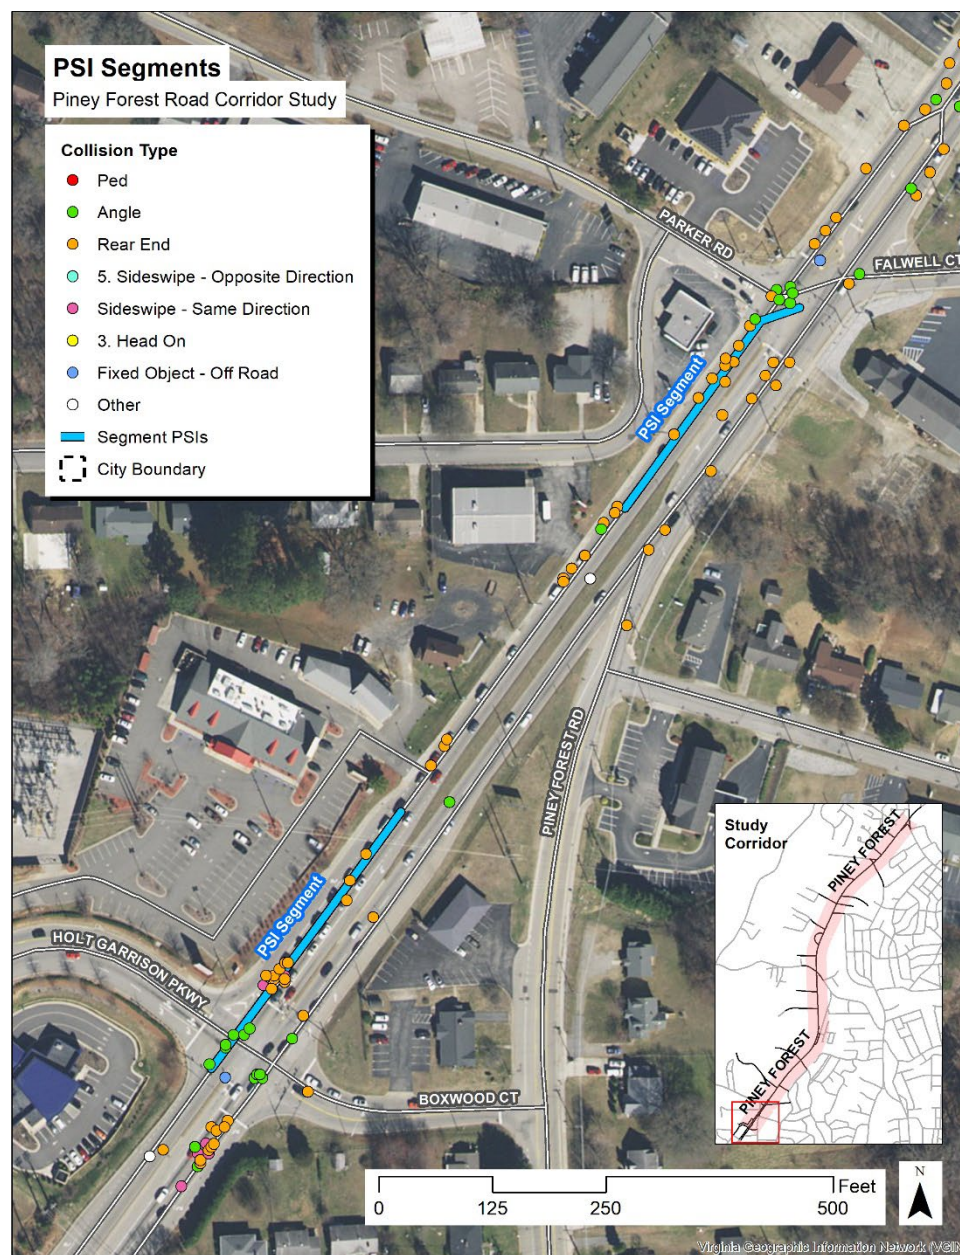 PSI Segments
Piney Forest Road Corridor Study
Collision Type
Ped
Angle
Rear End
5. Sideswipe - Opposite Direction
Sideswipe - Same Direction
3. Head On
Fixed Object - Off Road
Other
Segment PSIs
City Boundary
PARKER RD
FALWELL CT
PSI Segment
PINEY FOREST RD
PSI Segment
HOLT GARRISON PKWY
BOXWOOD CT
Study
Corridor
PINEY FOREST
PINEY FOREST
0 125 250 500
Feet
N
Virginia Geographic Information Network (VGIN